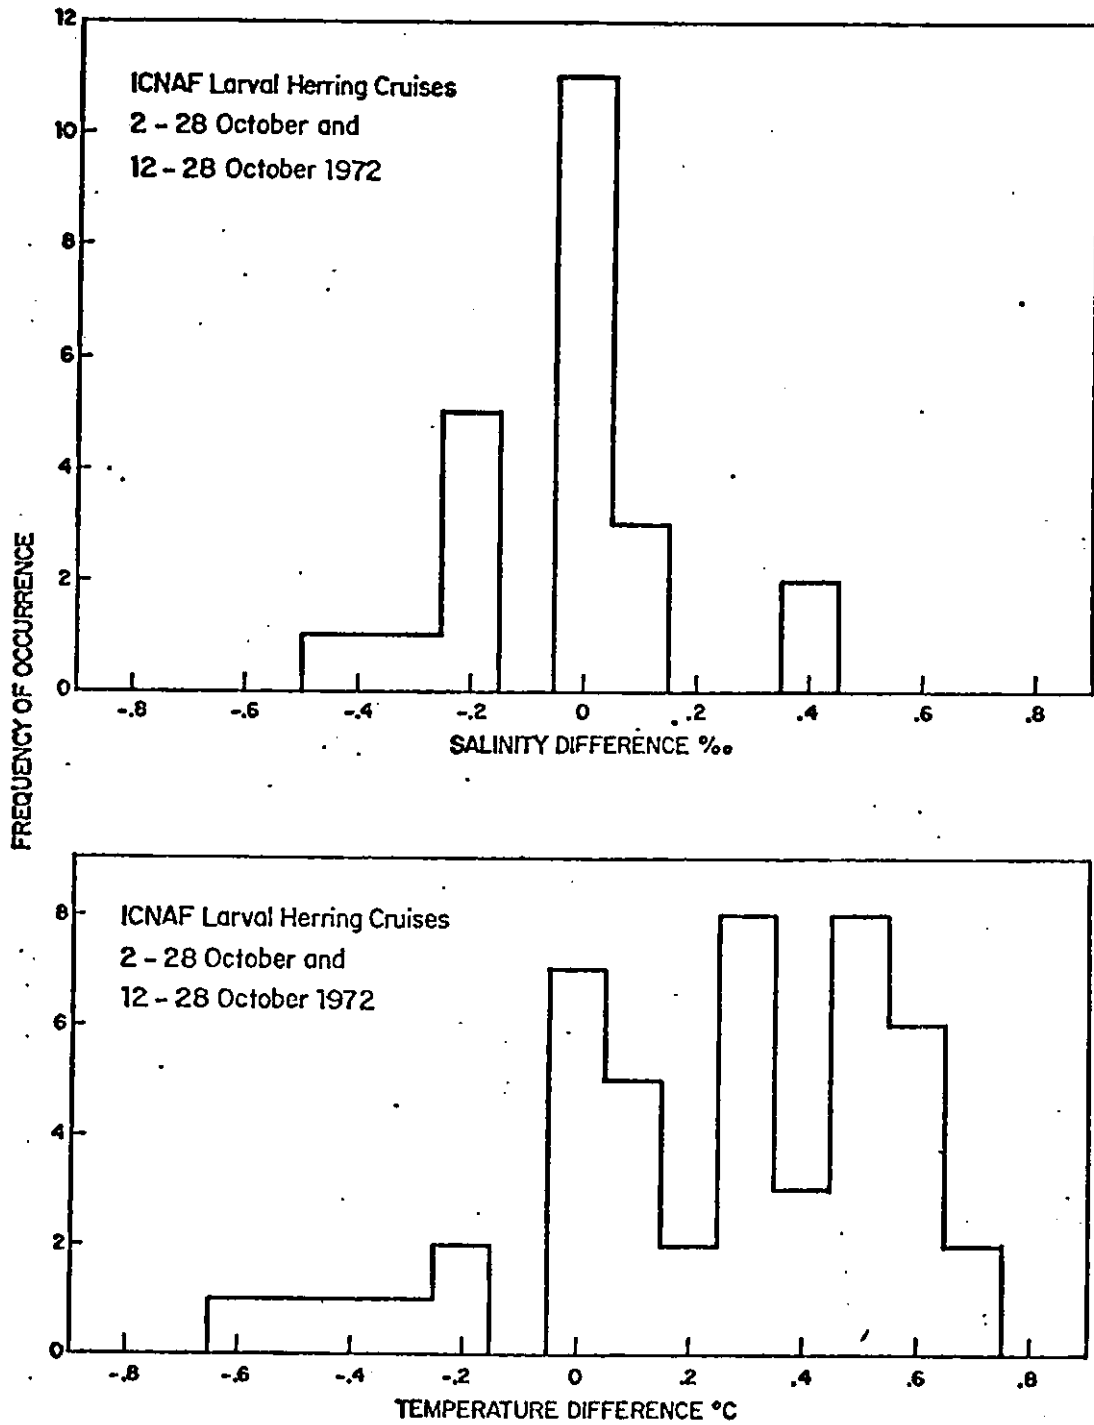 12
ICNAF Larval Herring Cruises
2 - 28 October and
12 - 28 October 1972
10
8
6
4
2
0
-.8 -.6 -.4 -.2 0 .2 .4 .6 .8
SALINITY DIFFERENCE ‰
FREQUENCY OF OCCURRENCE
ICNAF Larval Herring Cruises
2 - 28 October and
12 - 28 October 1972
8
6
4
2
0
-.8 -.6 -.4 -.2 0 .2 .4 .6 .8
TEMPERATURE DIFFERENCE °C